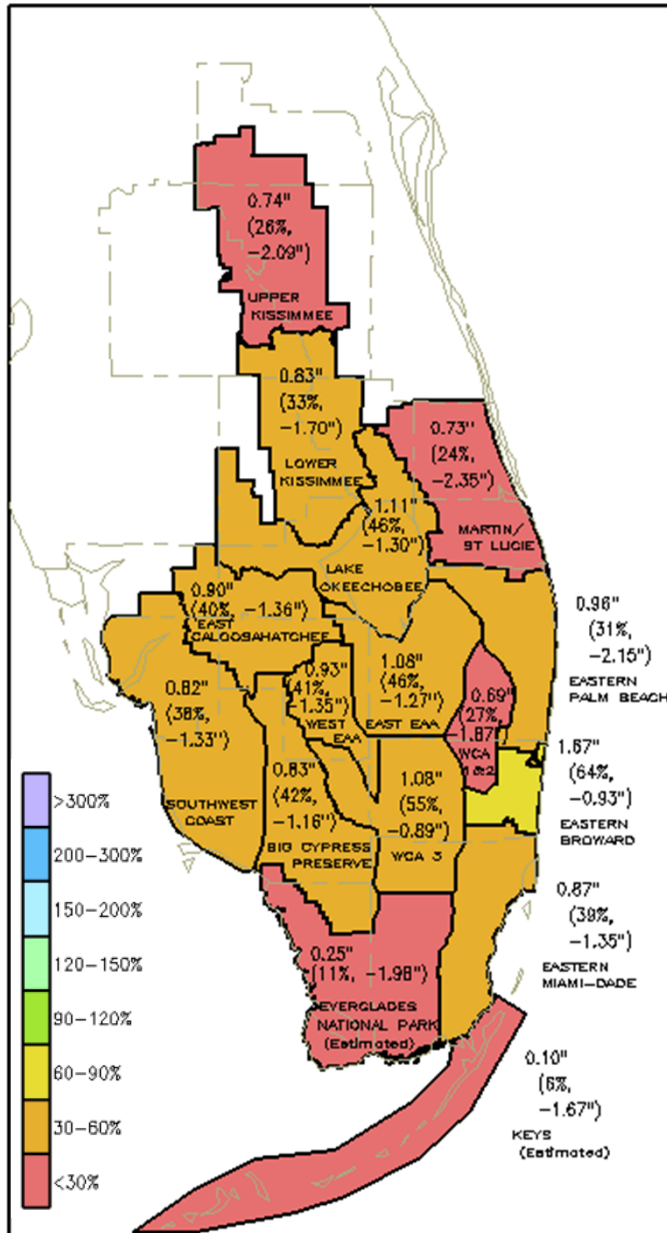 0.74"
(26%,
-2.09")
UPPER
KISSIMMEE
0.83"
(33%,
-1.70")
LOWER
KISSIMMEE
0.73"
(24%,
-2.35")
MARTIN/
ST LUCIE
1.11"
(46%,
-1.30")
LAKE
OKEECHOBEE
0.90"
(40%, -1.36")
EAST
CALOOSAHATCHEE
0.96"
(31%,
-2.15")
EASTERN
PALM BEACH
0.82"
(38%,
-1.33")
SOUTHWEST
COAST
0.93"
(41%,
-1.35")
WEST
EAA
1.08"
(46%,
-1.27")
EAST EAA
0.69"
(27%,
-1.87")
WCA
1&2
1.67"
(64%,
-0.93")
EASTERN
BROWARD
0.83"
(42%,
-1.16")
BIG CYPRESS
PRESERVE
1.08"
(55%,
-0.89")
WCA 3
0.87"
(39%,
-1.35")
EASTERN
MIAMI-DADE
0.25"
(11%, -1.98")
EVERGLADES
NATIONAL PARK
(Estimated)
0.10"
(6%,
-1.67")
KEYS
(Estimated)
>300%
200-300%
150-200%
120-150%
90-120%
60-90%
30-60%
<30%